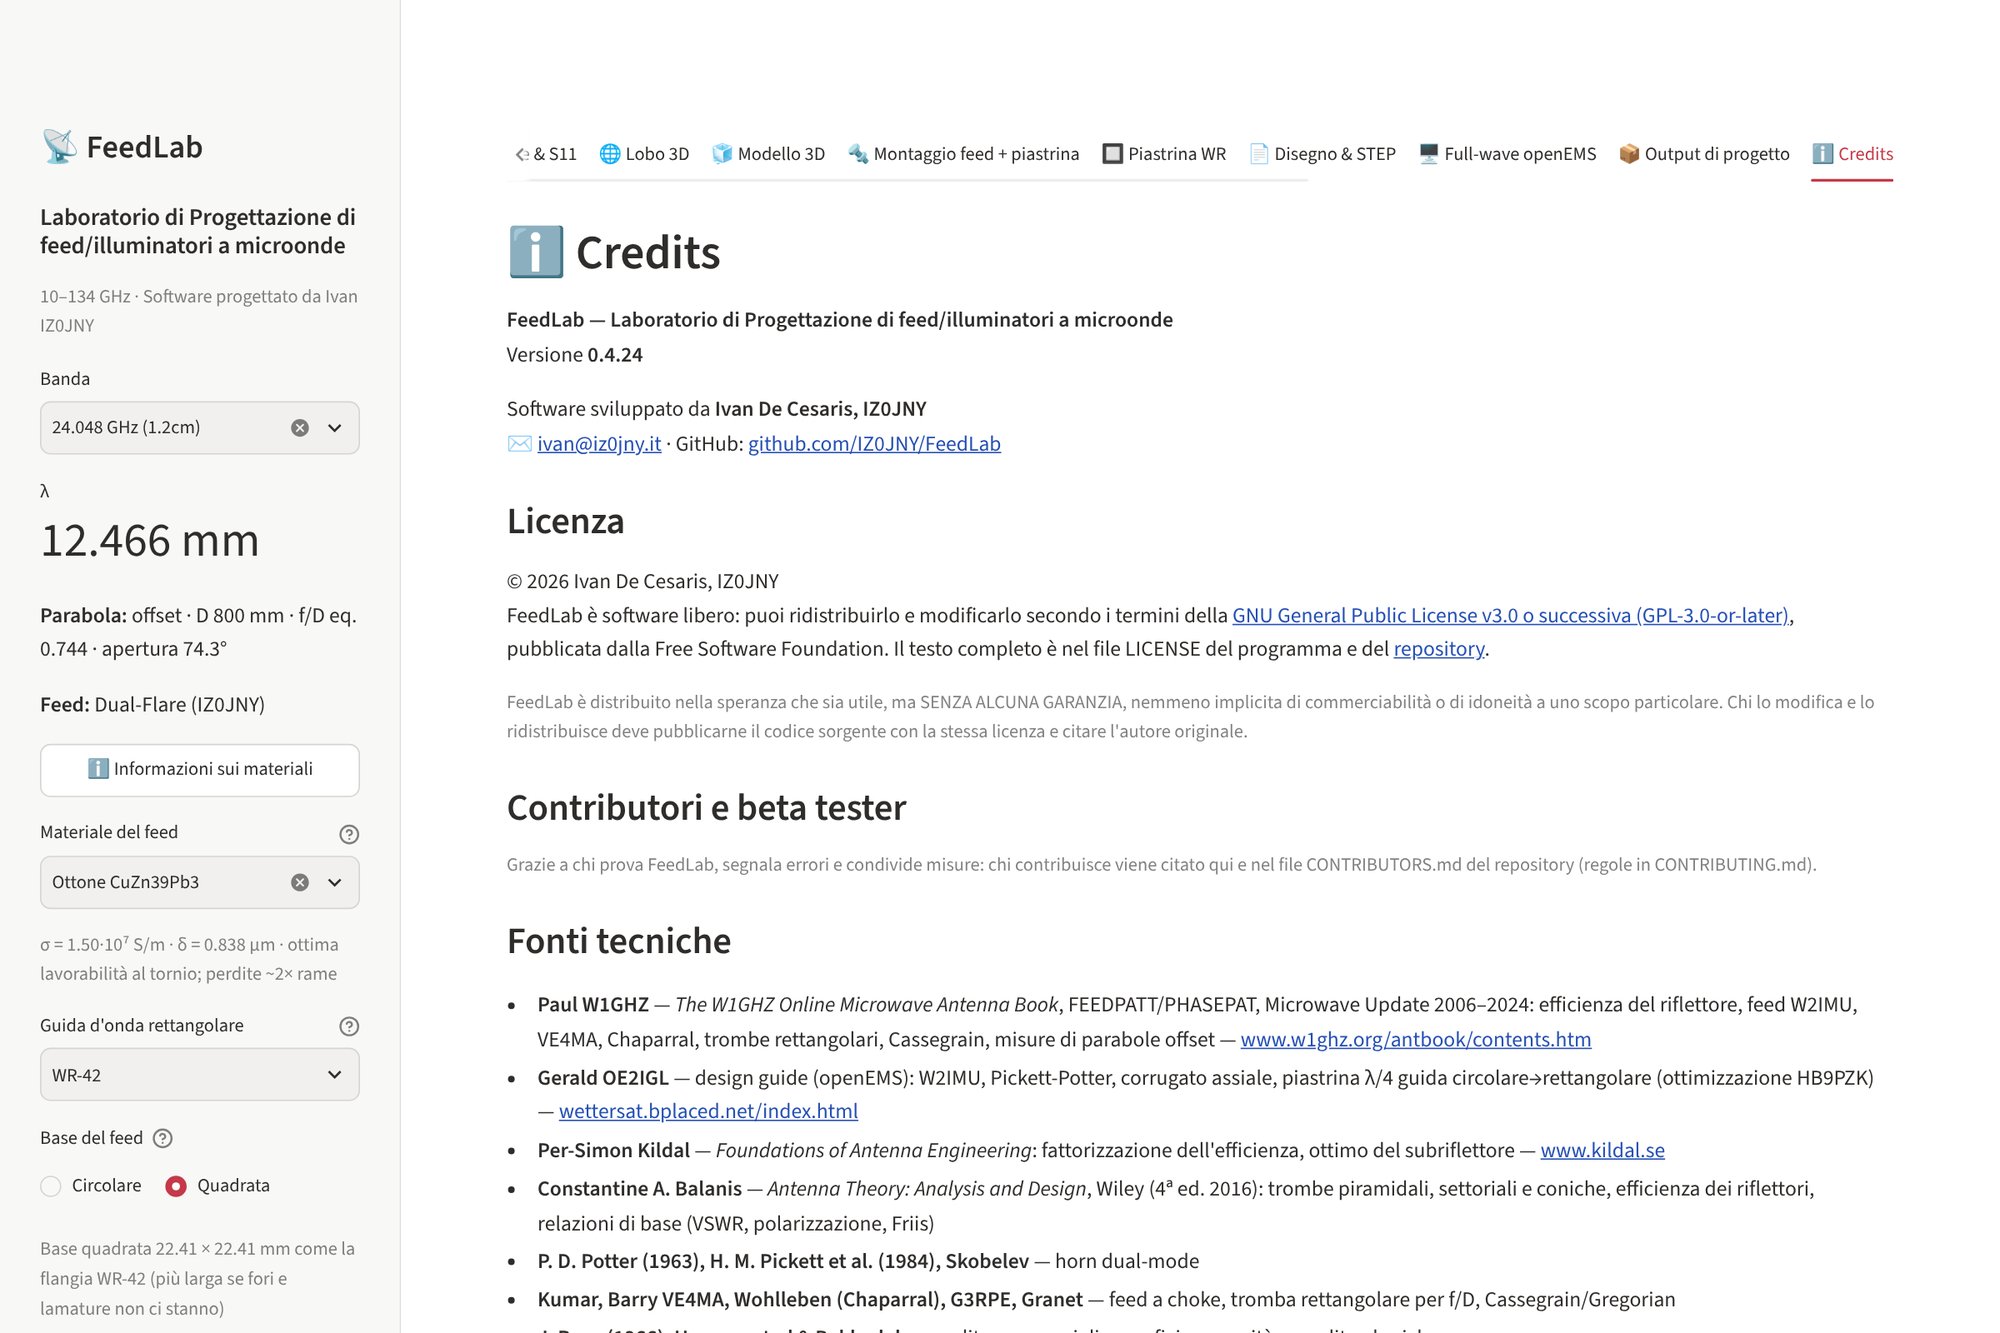 FeedLab
Laboratorio di Progettazione di
feed/illuminatori a microonde
10–134 GHz · Software progettato da Ivan
IZ0JNY
Banda
24.048 GHz (1.2cm)
λ
12.466 mm
Parabola: offset · D 800 mm · f/D eq.
0.744 · apertura 74.3°
Feed: Dual-Flare (IZ0JNY)
Informazioni sui materiali
Materiale del feed
Ottone CuZn39Pb3
σ = 1.50·10⁷ S/m · δ = 0.838 µm · ottima
lavorabilità al tornio; perdite ~2× rame
Guida d'onda rettangolare
WR-42
Base del feed
Circolare Quadrata
Base quadrata 22.41 × 22.41 mm come la
flangia WR-42 (più larga se fori e
lamature non ci stanno)
& S11 Lobo 3D Modello 3D Montaggio feed + piastrina Piastrina WR Disegno & STEP Full-wave openEMS Output di progetto Credits
Credits
FeedLab — Laboratorio di Progettazione di feed/illuminatori a microonde
Versione 0.4.24
Software sviluppato da Ivan De Cesaris, IZ0JNY
ivan@iz0jny.it · GitHub: github.com/IZ0JNY/FeedLab
Licenza
© 2026 Ivan De Cesaris, IZ0JNY
FeedLab è software libero: puoi ridistribuirlo e modificarlo secondo i termini della GNU General Public License v3.0 o successiva (GPL-3.0-or-later),
pubblicata dalla Free Software Foundation. Il testo completo è nel file LICENSE del programma e del repository.
FeedLab è distribuito nella speranza che sia utile, ma SENZA ALCUNA GARANZIA, nemmeno implicita di commerciabilità o di idoneità a uno scopo particolare. Chi lo modifica e lo
ridistribuisce deve pubblicarne il codice sorgente con la stessa licenza e citare l'autore originale.
Contributori e beta tester
Grazie a chi prova FeedLab, segnala errori e condivide misure: chi contribuisce viene citato qui e nel file CONTRIBUTORS.md del repository (regole in CONTRIBUTING.md).
Fonti tecniche
• Paul W1GHZ — The W1GHZ Online Microwave Antenna Book, FEEDPATT/PHASEPAT, Microwave Update 2006–2024: efficienza del riflettore, feed W2IMU,
VE4MA, Chaparral, trombe rettangolari, Cassegrain, misure di parabole offset — www.w1ghz.org/antbook/contents.htm
• Gerald OE2IGL — design guide (openEMS): W2IMU, Pickett-Potter, corrugato assiale, piastrina λ/4 guida circolare→rettangolare (ottimizzazione HB9PZK)
— wettersat.bplaced.net/index.html
• Per-Simon Kildal — Foundations of Antenna Engineering: fattorizzazione dell'efficienza, ottimo del subriflettore — www.kildal.se
• Constantine A. Balanis — Antenna Theory: Analysis and Design, Wiley (4ª ed. 2016): trombe piramidali, settoriali e coniche, efficienza dei riflettori,
relazioni di base (VSWR, polarizzazione, Friis)
• P. D. Potter (1963), H. M. Pickett et al. (1984), Skobelev — horn dual-mode
• Kumar, Barry VE4MA, Wohlleben (Chaparral), G3RPE, Granet — feed a choke, tromba rettangolare per f/D, Cassegrain/Gregorian